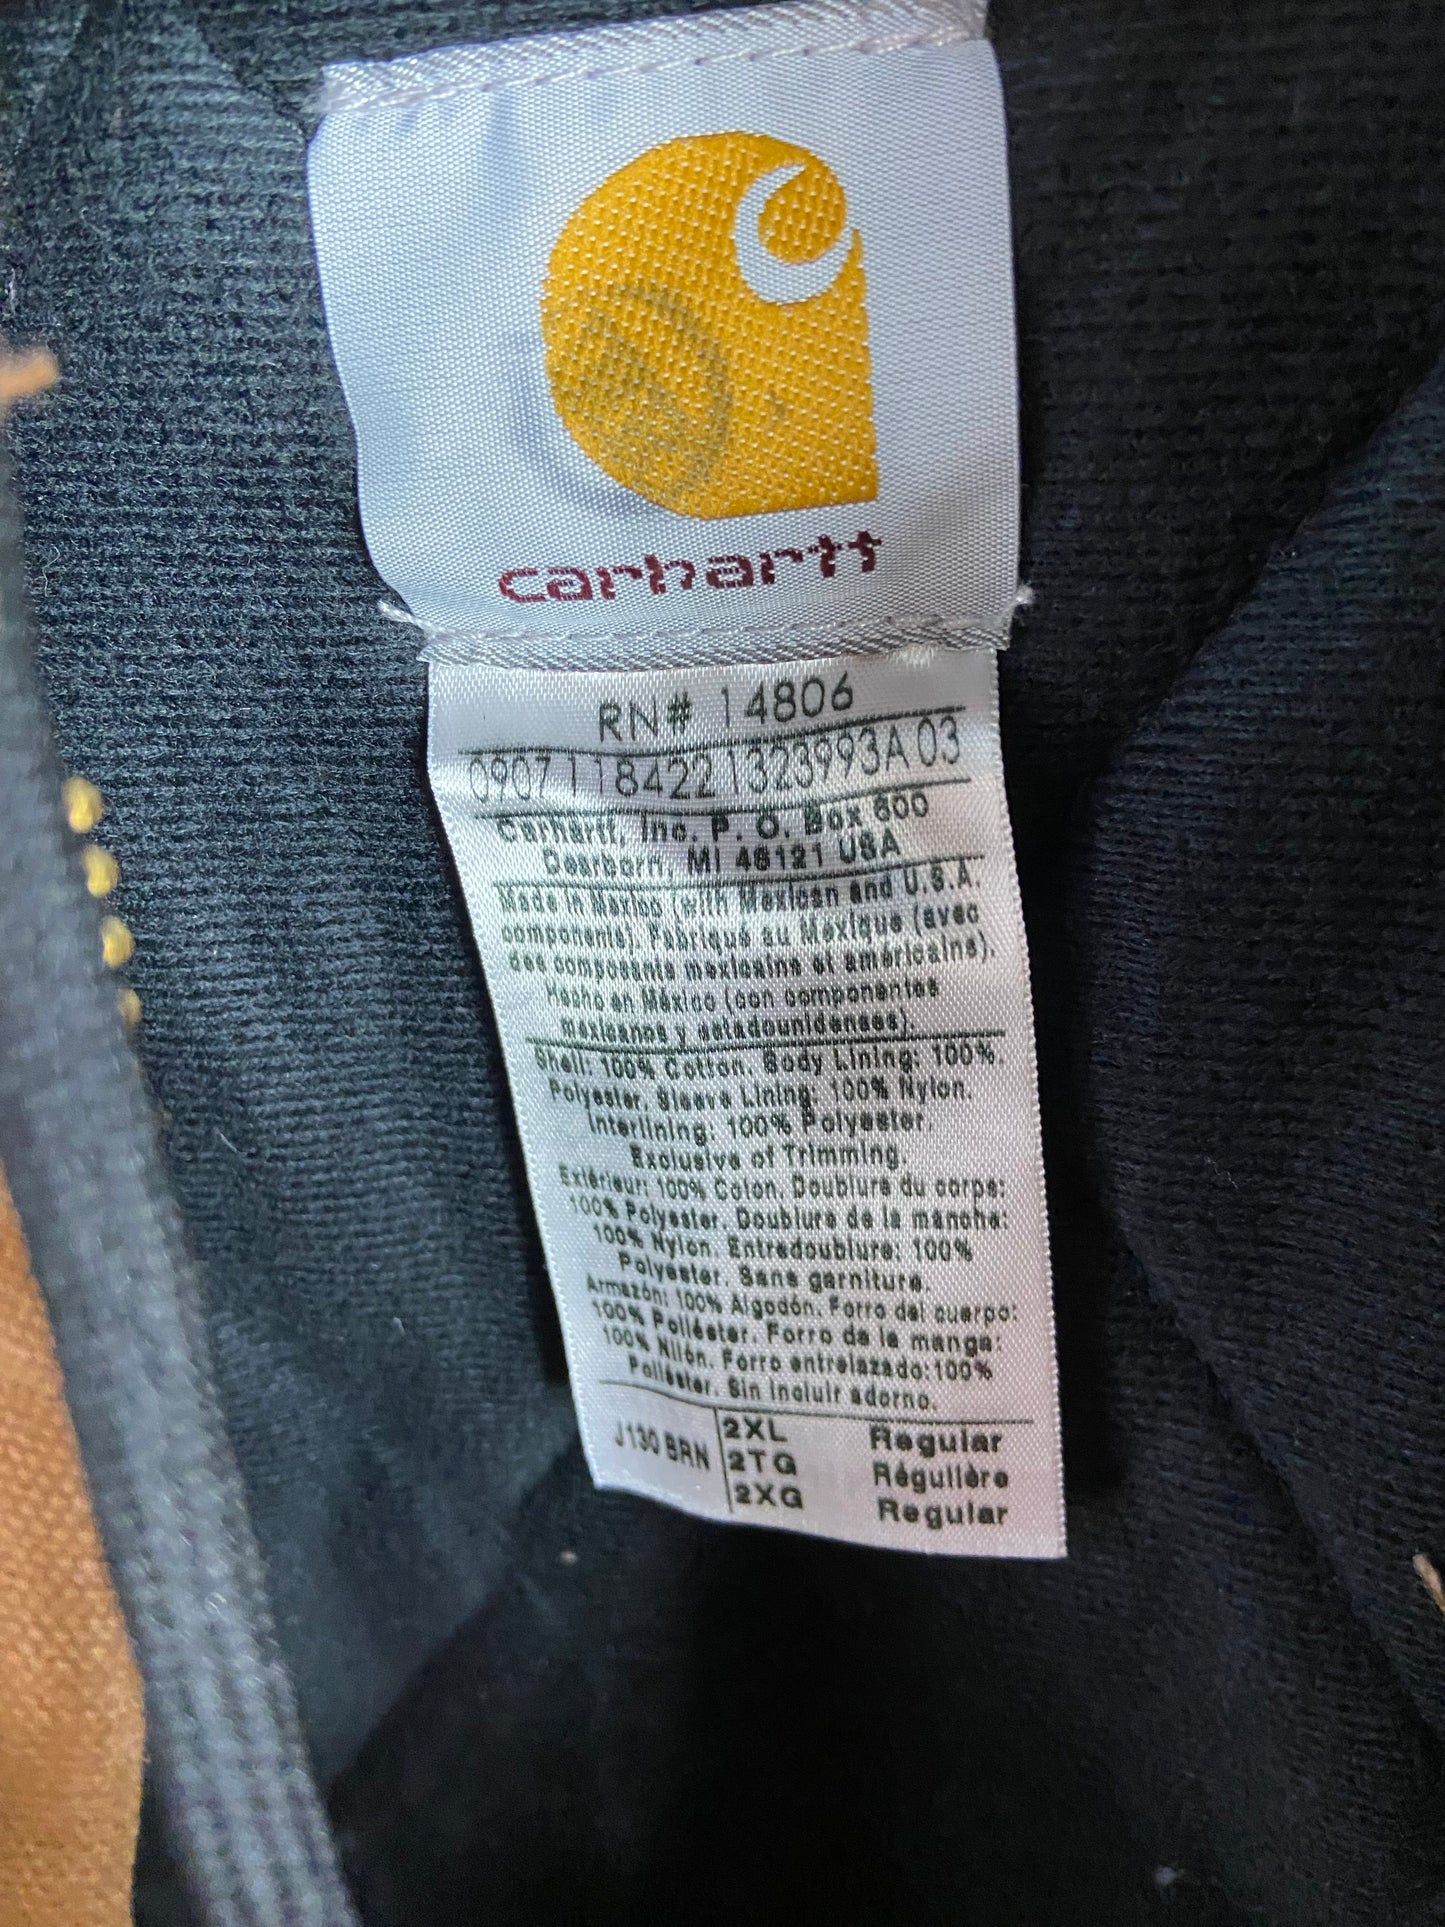 carhartt
RN# 14806
0907 1184221323993A 03
Carhartt, Inc. P. O. Box 600
Dearborn, MI 48121 USA
Made in Mexico (with Mexican and U.S.A.
components). Fabriqué au Mexique (avec
des composants mexicains et américains).
Hecho en México (con componentes
mexicanos y estadounidenses).
Shell: 100% Cotton. Body Lining: 100%.
Polyester. Sleeve Lining: 100% Nylon.
Interlining: 100% Polyester.
Exclusive of Trimming.
Extérieur: 100% Coton. Doublure du corps:
100% Polyester. Doublure de la manche:
100% Nylon. Entredoublure: 100%
Polyester. Sans garniture.
Armazón: 100% Algodón. Forro del cuerpo:
100% Poliéster. Forro de la manga:
100% Nilón. Forro entrelazado:100%
Poliéster. Sin incluir adorno.
J130 BRN 2XL Regular
2TG Régulière
2XG Regular